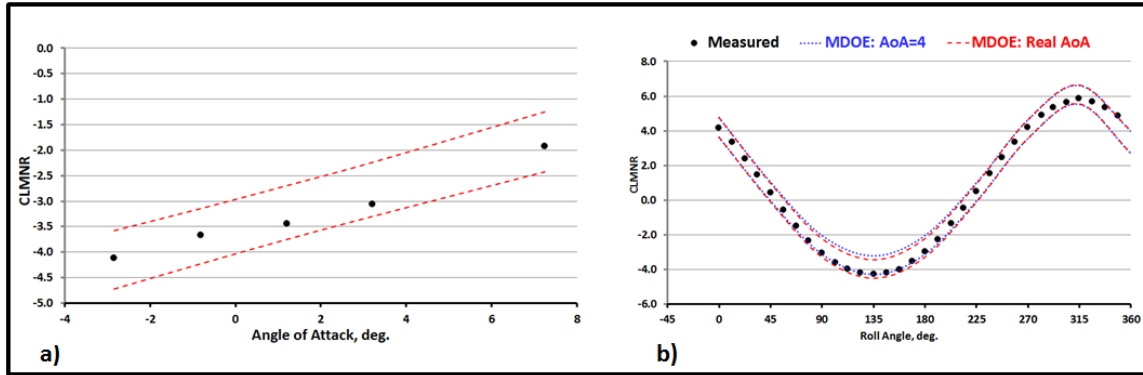 0.0
-0.5
-1.0
-1.5
-2.0
-2.5
-3.0
-3.5
-4.0
-4.5
-5.0
CLMNR
-4 -2 0 2 4 6 8
Angle of Attack, deg.
a)
Measured MDOE: AoA=4 MDOE: Real AoA
8.0
6.0
4.0
2.0
0.0
-2.0
-4.0
-6.0
CLMNR
-45 0 45 90 135 180 225 270 315 360
Roll Angle, deg.
b)